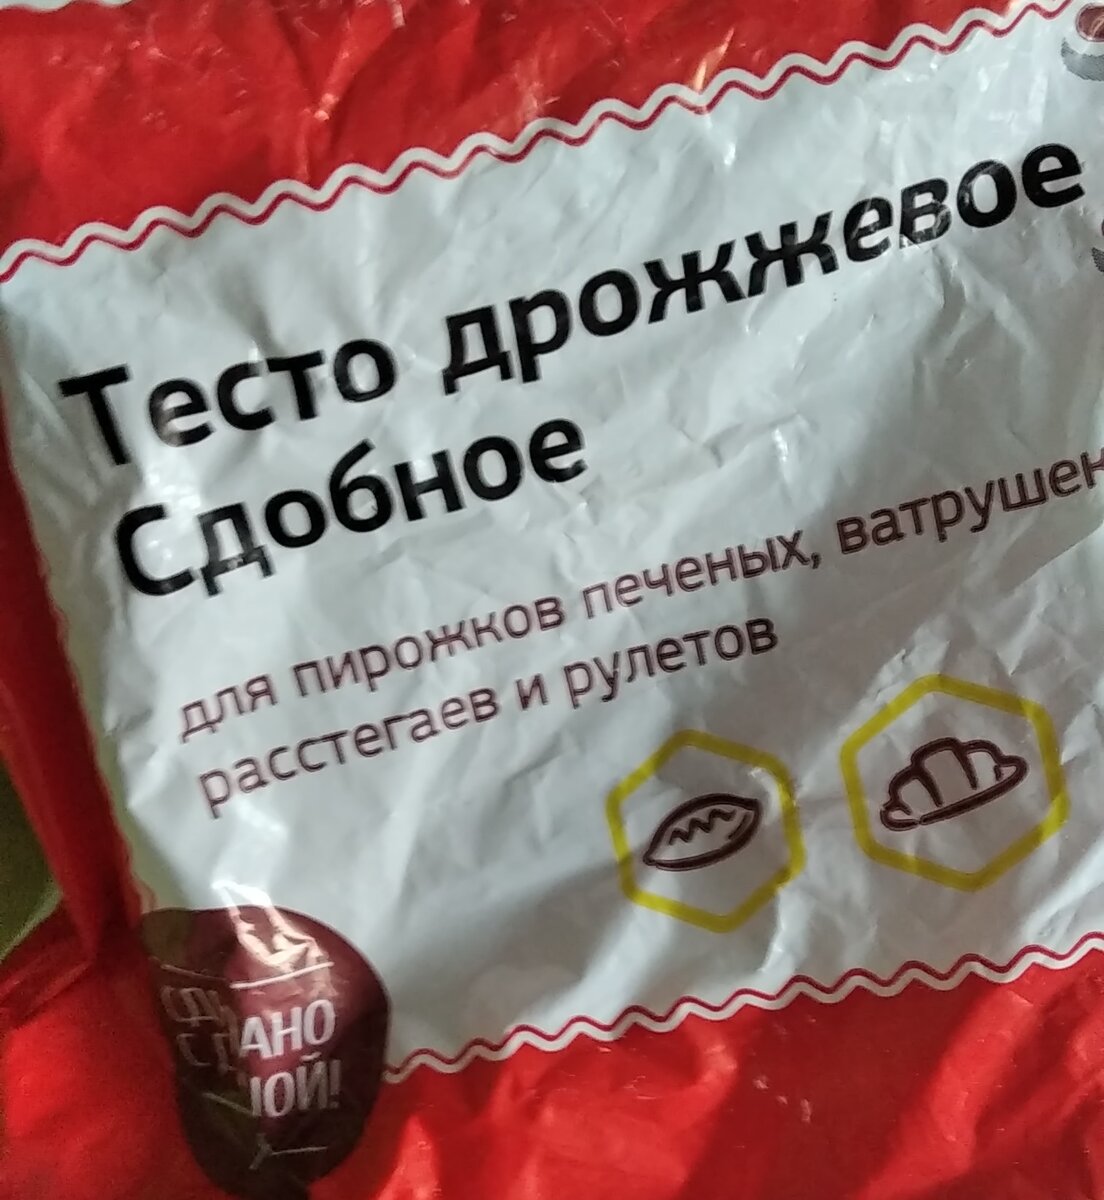 Тесто дрожжевое
Сдобное
для пирожков печеных, ватрушек
расстегаев и рулетов